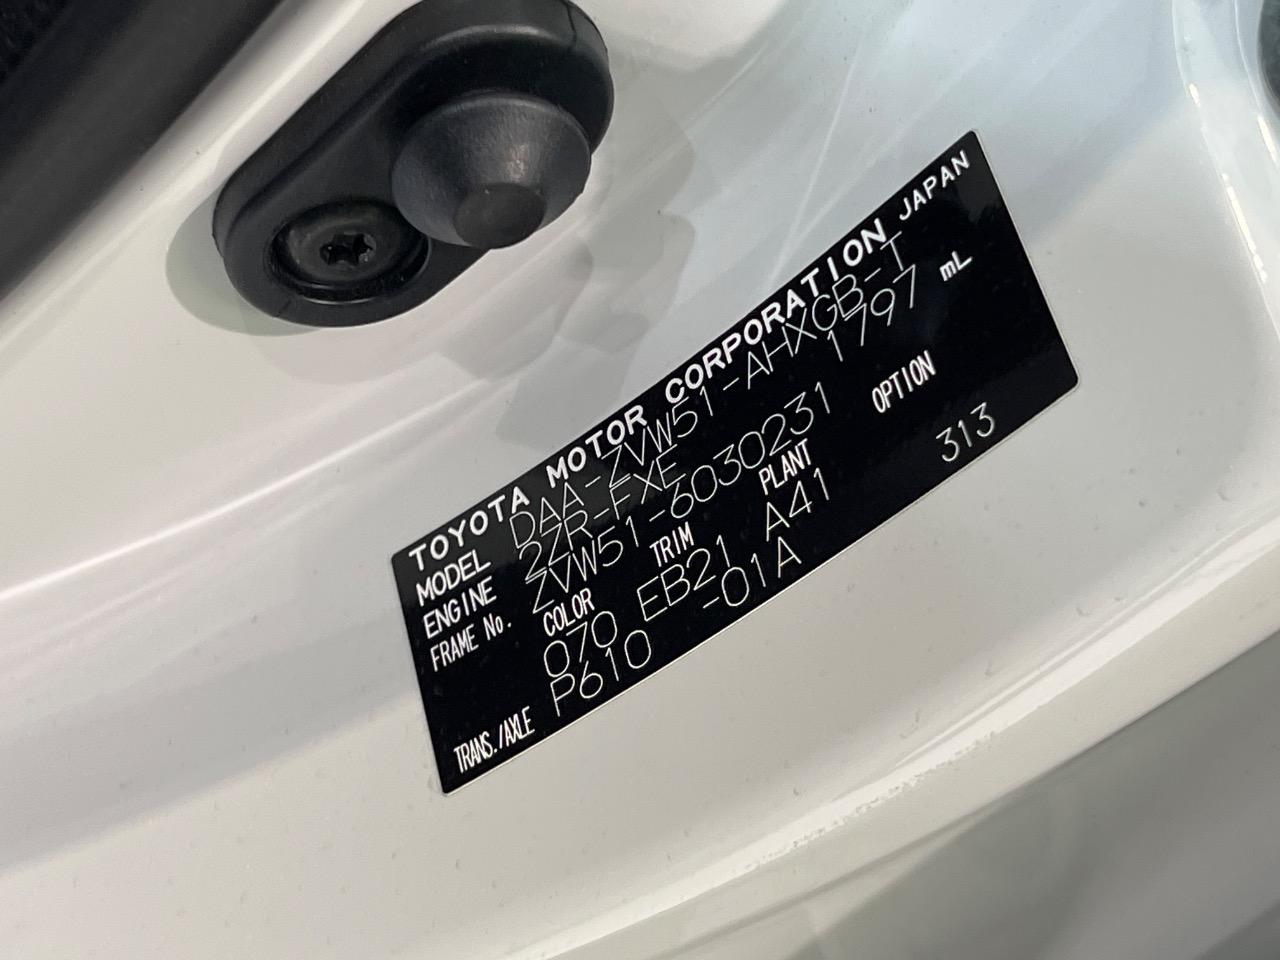 TOYOTA MOTOR CORPORATION JAPAN
MODEL DAA-ZVW51-AHXGB-T
ENGINE 2ZR-FXE 1797 mL
FRAME No. ZVW51-6030231
COLOR TRIM PLANT OPTION
070 EB21 A41 313
TRANS./AXLE P610 -01A